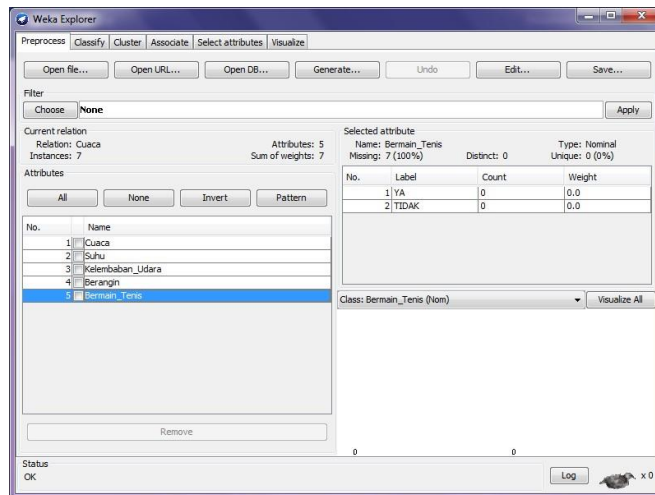 Weka Explorer
Preprocess Classify Cluster Associate Select attributes Visualize
Open file... Open URL... Open DB... Generate... Undo Edit... Save...
Filter
Choose None Apply
Current relation
Relation: Cuaca Attributes: 5
Instances: 7 Sum of weights: 7
Selected attribute
Name: Bermain_Tenis Type: Nominal
Missing: 7 (100%) Distinct: 0 Unique: 0 (0%)
Attributes
All None Invert Pattern
No. Name
1 Cuaca
2 Suhu
3 Kelembaban_Udara
4 Berangin
5 Bermain_Tenis
Remove
No. Label Count Weight
1 YA 0 0.0
2 TIDAK 0 0.0
Class: Bermain_Tenis (Nom) Visualize All
0 0
Status
OK
Log x 0